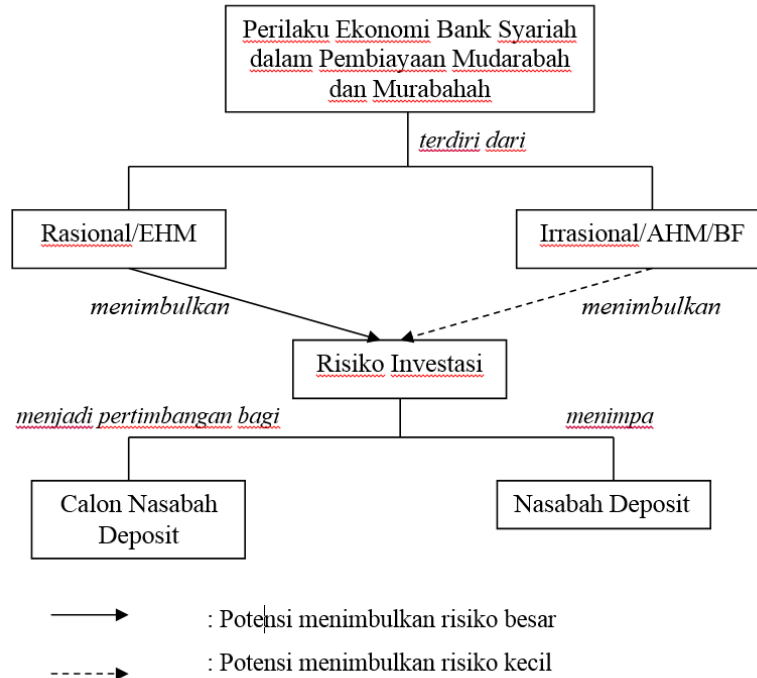 Perilaku Ekonomi Bank Syariah
dalam Pembiayaan Mudarabah
dan Murabahah
terdiri dari
Rasional/EHM
Irrasional/AHM/BF
menimbulkan
menimbulkan
Risiko Investasi
menjadi pertimbangan bagi
menimpa
Calon Nasabah
Deposit
Nasabah Deposit
: Potensi menimbulkan risiko besar
: Potensi menimbulkan risiko kecil